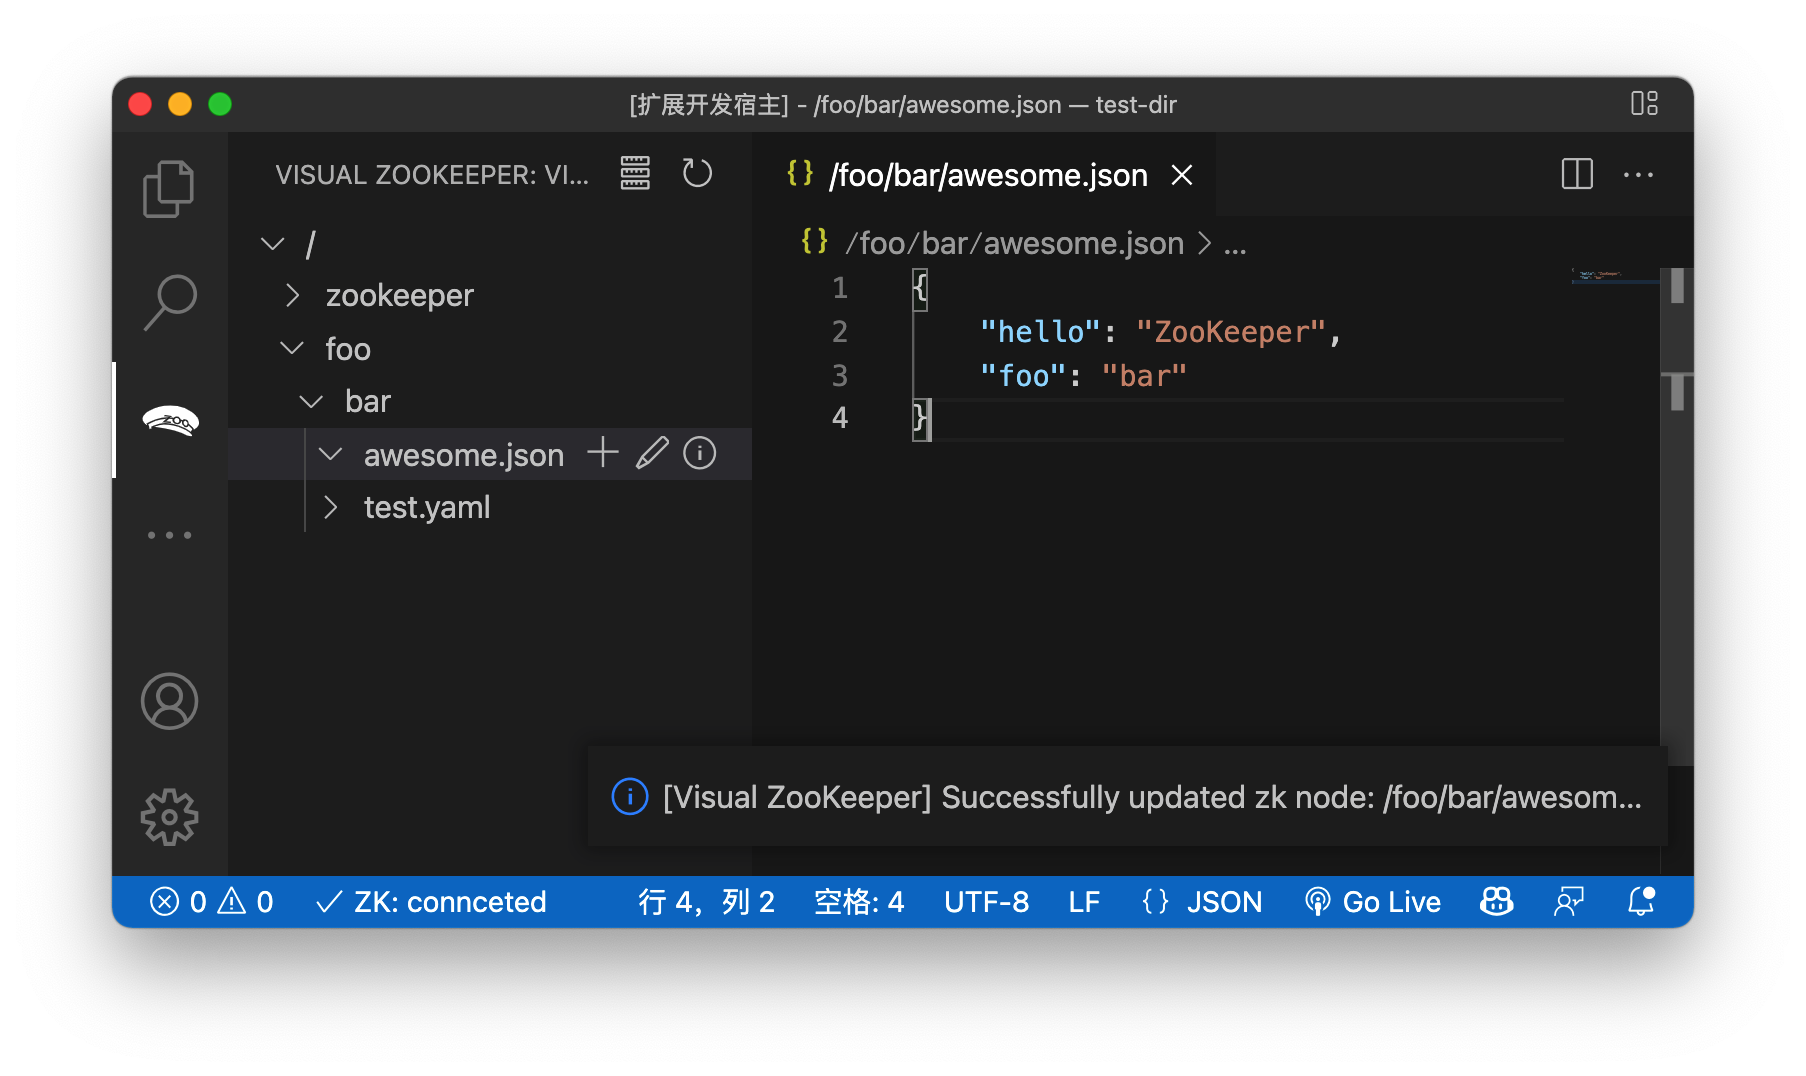 [扩展开发宿主] - /foo/bar/awesome.json — test-dir
VISUAL ZOOKEEPER: VI...
/
zookeeper
foo
bar
awesome.json
test.yaml
ZOO
{} /foo/bar/awesome.json
{} /foo/bar/awesome.json > ...
1 {
2 "hello": "ZooKeeper",
3 "foo": "bar"
4 }
[Visual ZooKeeper] Successfully updated zk node: /foo/bar/awesom...
0 0 ZK: connceted 行 4，列 2 空格: 4 UTF-8 LF {} JSON Go Live